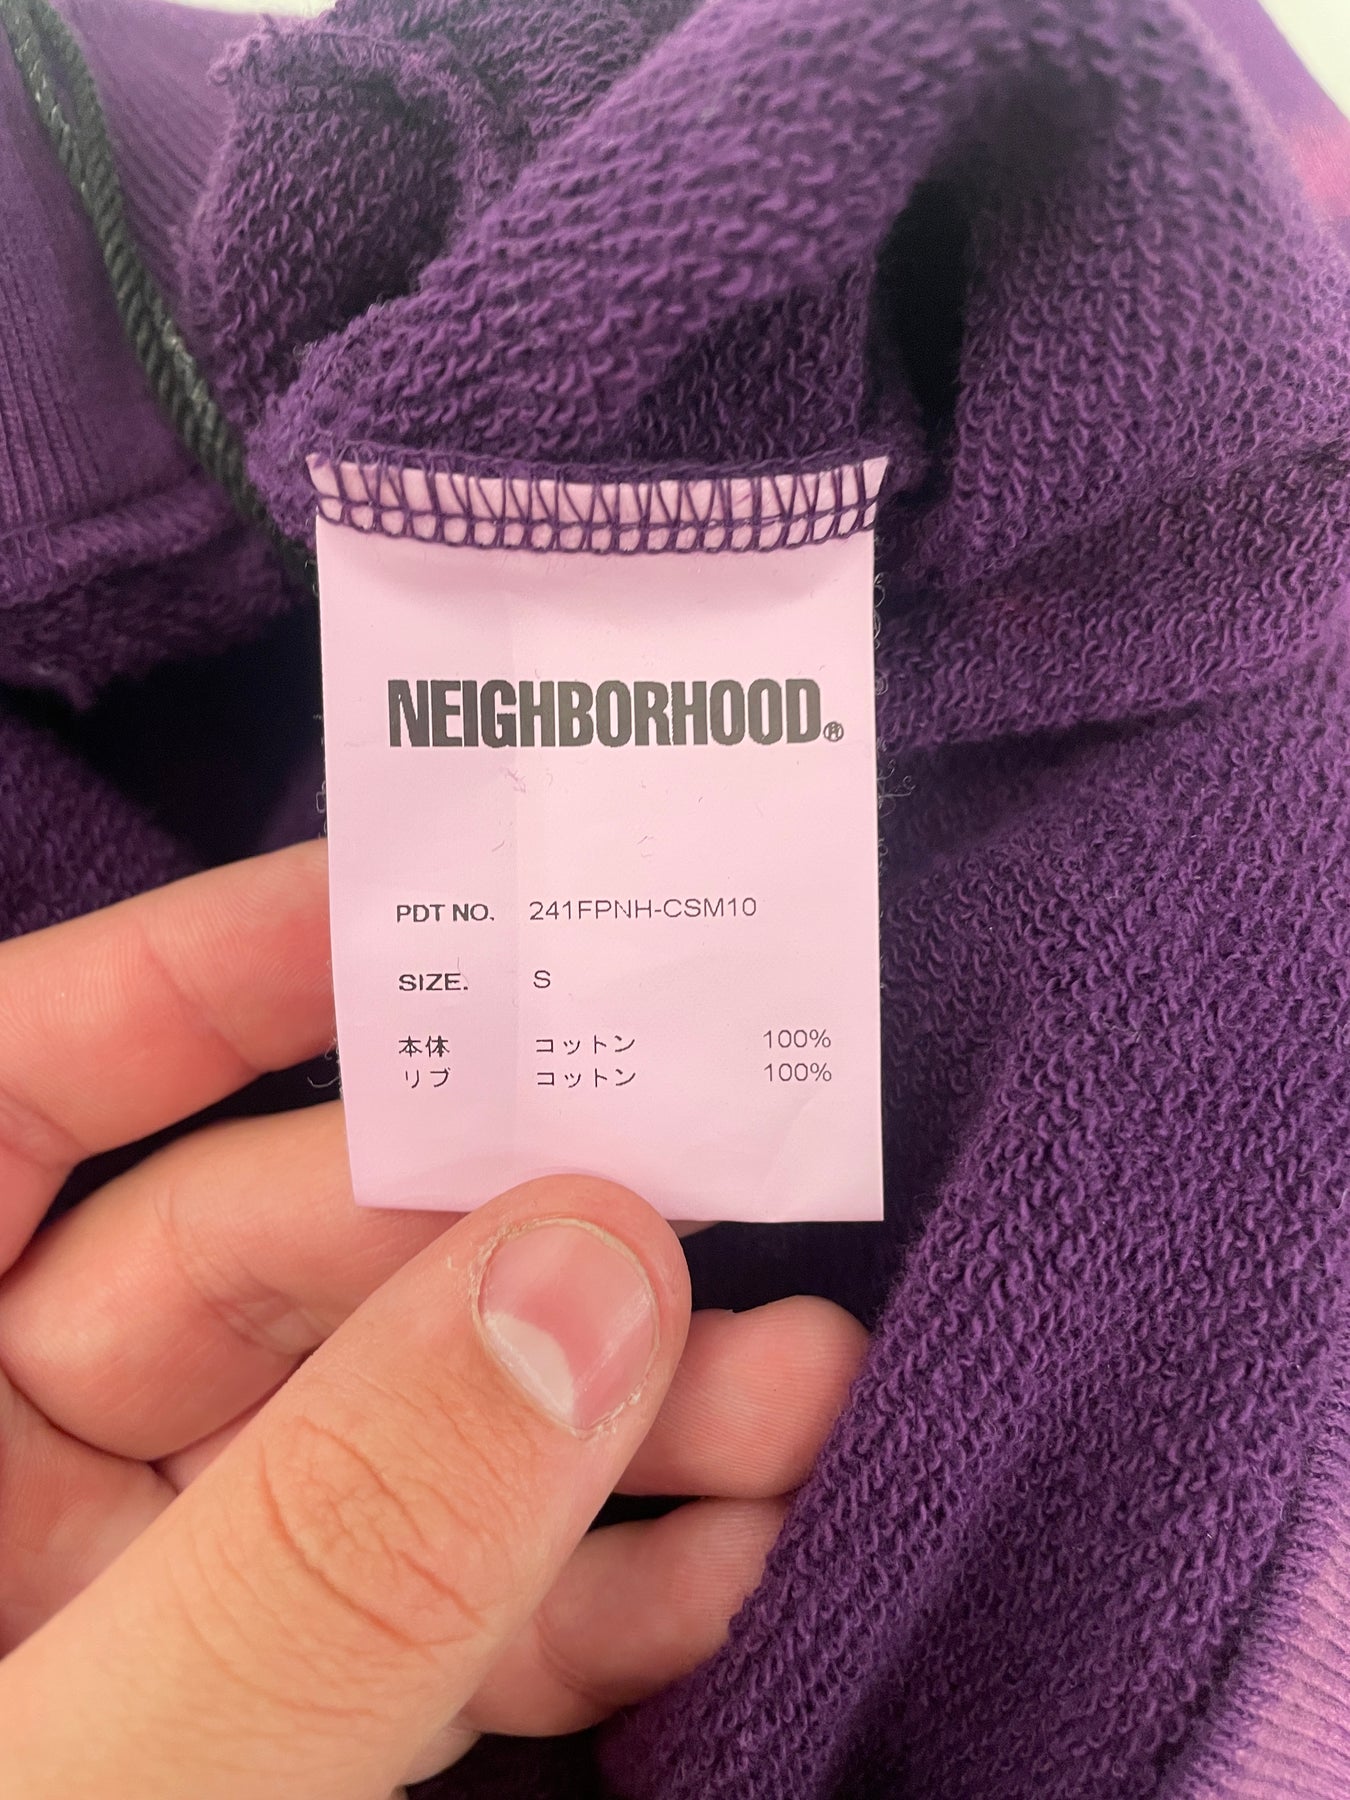 NEIGHBORHOOD®
PDT NO. 241FPNH-CSM10
SIZE. S
本体 コットン 100%
リブ コットン 100%